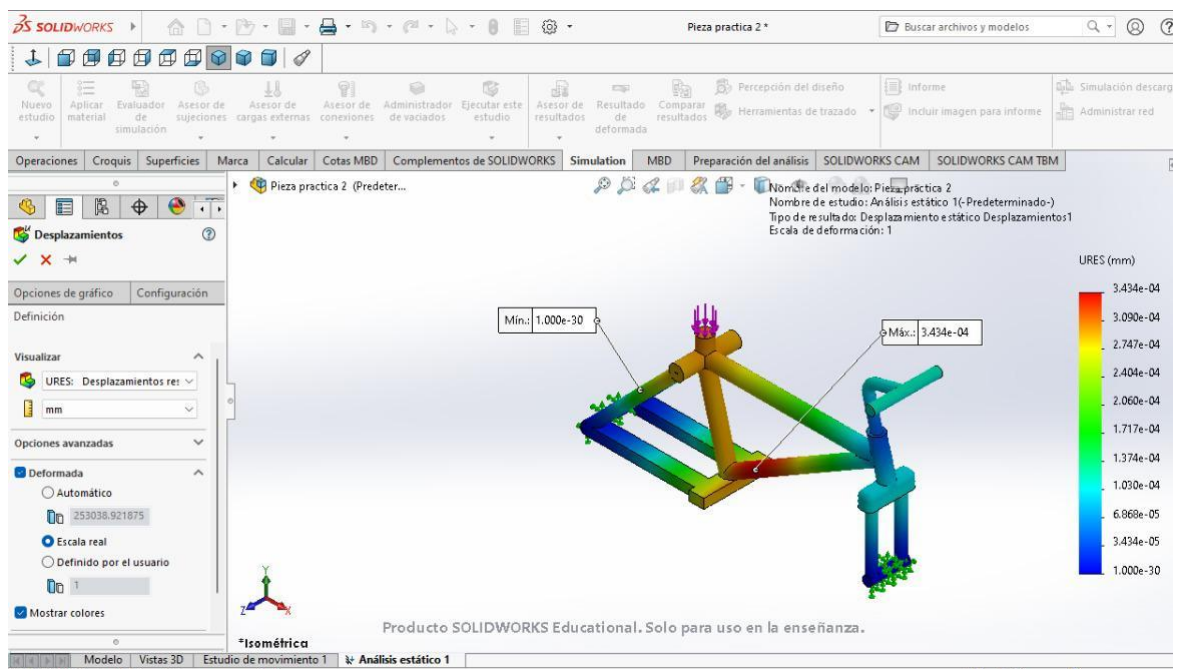 SOLIDWORKS
Pieza practica 2 *
Buscar archivos y modelos
Nuevo estudio
Aplicar material
Evaluador de simulación
Asesor de sujeciones
Asesor de cargas externas
Asesor de conexiones
Administrador de vaciados
Ejecutar este estudio
Asesor de resultados
Resultado de deformada
Comparar resultados
Percepción del diseño
Herramientas de trazado
Informe
Incluir imagen para informe
Simulación descarg
Administrar red
Operaciones Croquis Superficies Marca Calcular Cotas MBD Complementos de SOLIDWORKS Simulation MBD Preparación del análisis SOLIDWORKS CAM SOLIDWORKS CAM TBM
Pieza practica 2 (Predeter...
Nombre del modelo: Pieza practica 2
Nombre de estudio: Análisis estático 1(-Predeterminado-)
Tipo de resultado: Desplazamiento estático Desplazamientos1
Escala de deformación: 1
Desplazamientos
Opciones de gráfico Configuración
Definición
Visualizar
URES: Desplazamientos re:
mm
Opciones avanzadas
Deformada
Automático
253038.921875
Escala real
Definido por el usuario
1
Mostrar colores
Mín.: 1.000e-30
Máx.: 3.434e-04
URES (mm)
3.434e-04
3.090e-04
2.747e-04
2.404e-04
2.060e-04
1.717e-04
1.374e-04
1.030e-04
6.868e-05
3.434e-05
1.000e-30
Y
Z
X
*Isométrica
Producto SOLIDWORKS Educational. Solo para uso en la enseñanza.
Modelo Vistas 3D Estudio de movimiento 1 Análisis estático 1